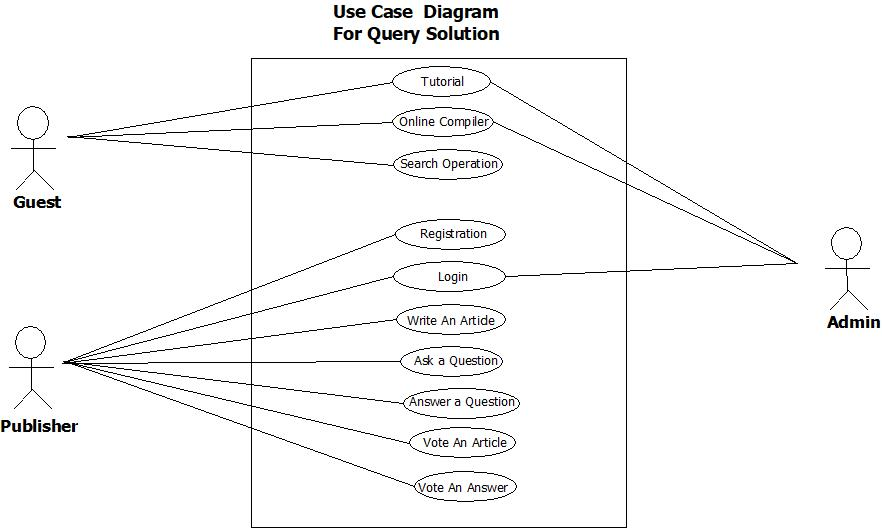 Use Case Diagram
For Query Solution
Tutorial
Online Compiler
Search Operation
Guest
Registration
Login
Write An Article
Ask a Question
Answer a Question
Vote An Article
Vote An Answer
Publisher
Admin